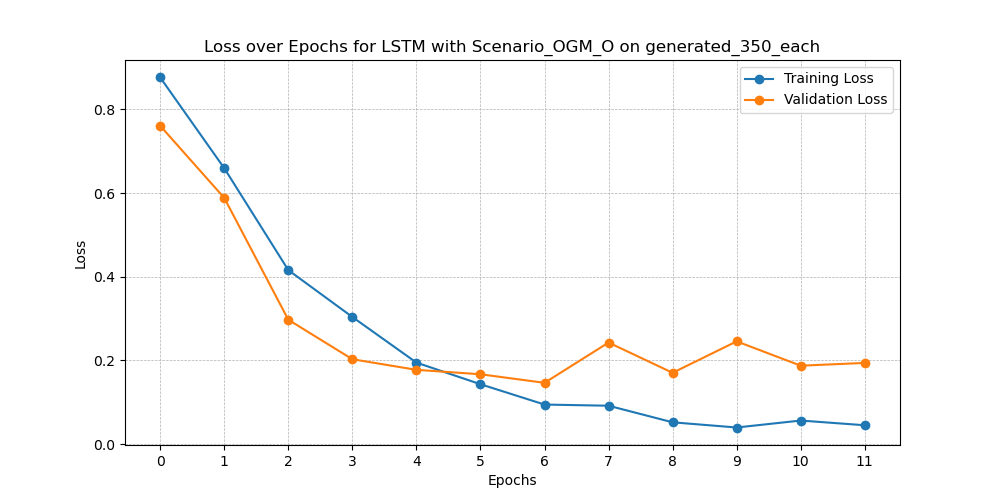 Loss over Epochs for LSTM with Scenario_OGM_O on generated_350_each
Training Loss
Validation Loss
Loss
0.8
0.6
0.4
0.2
0.0
0 1 2 3 4 5 6 7 8 9 10 11
Epochs